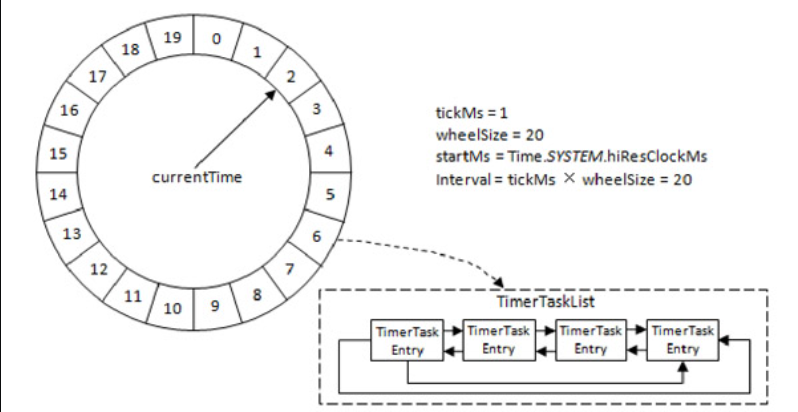 0
1
2
3
4
5
6
7
8
9
10
11
12
13
14
15
16
17
18
19
currentTime
tickMs = 1
wheelSize = 20
startMs = Time.SYSTEM.hiResClockMs
Interval = tickMs × wheelSize = 20
TimerTaskList
TimerTask
Entry
TimerTask
Entry
TimerTask
Entry
TimerTask
Entry